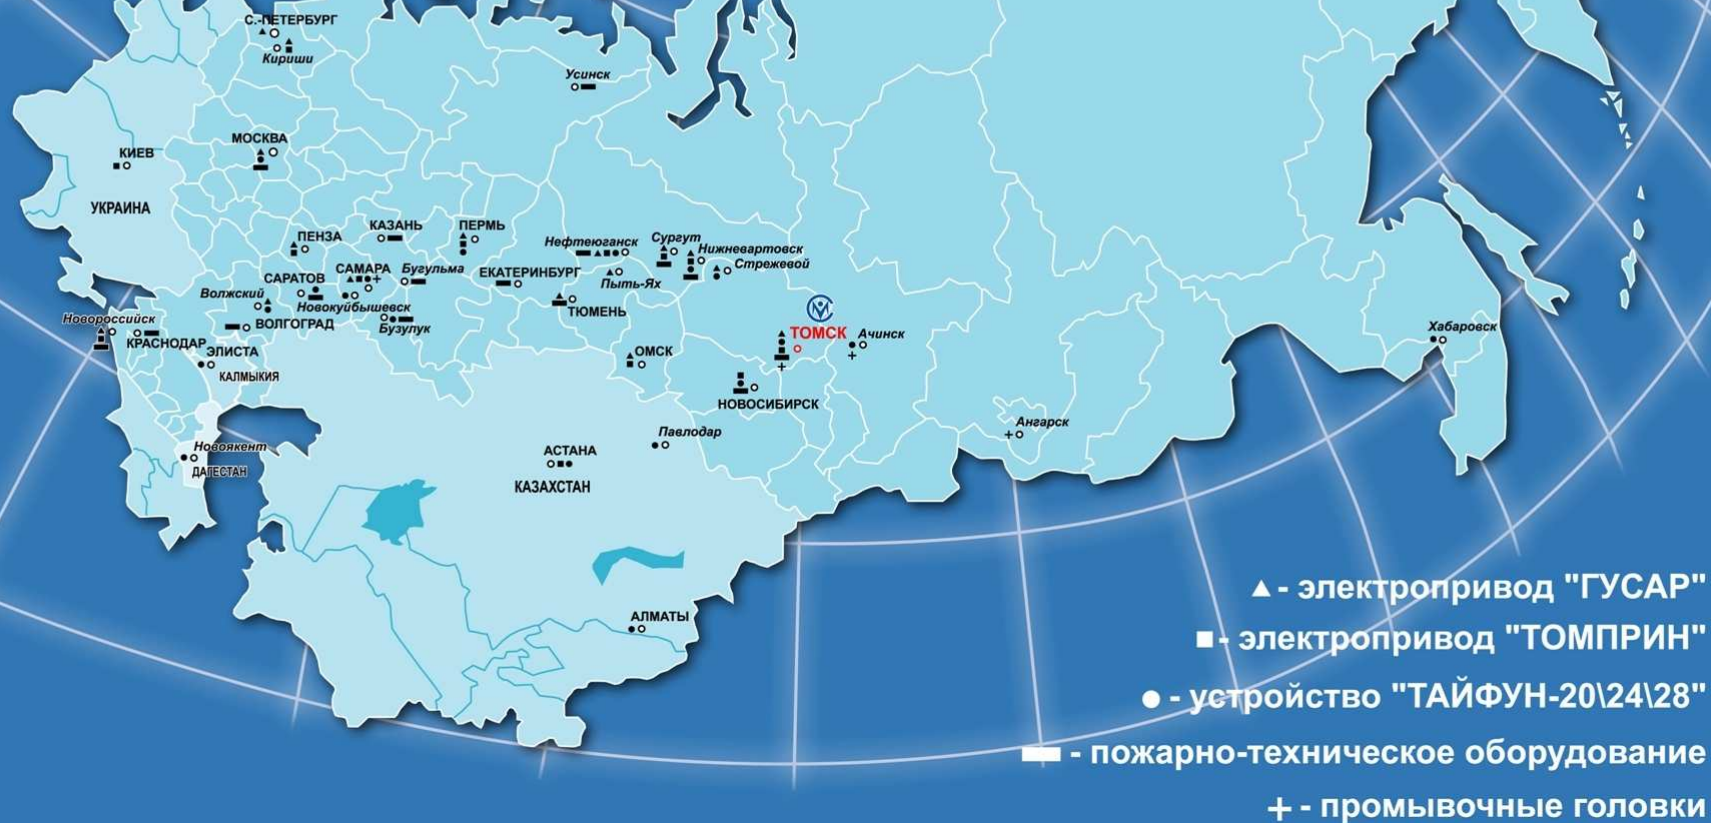 С.-ПЕТЕРБУРГ
Кириши
Усинск
МОСКВА
КИЕВ
УКРАИНА
КАЗАНЬ
ПЕРМЬ
ПЕНЗА
Нефтеюганск
Сургут
Нижневартовск
Стрежевой
САРАТОВ
САМАРА
Бугульма
ЕКАТЕРИНБУРГ
Пыть-Ях
Волжский
Новокуйбышевск
ТЮМЕНЬ
Новороссийск
ВОЛГОГРАД
Бузулук
ТОМСК
Ачинск
Хабаровск
КРАСНОДАР
ЭЛИСТА
ОМСК
КАЛМЫКИЯ
НОВОСИБИРСК
Ангарск
Павлодар
Новоякент
АСТАНА
ДАГЕСТАН
КАЗАХСТАН
АЛМАТЫ
▲ - электропривод "ГУСАР"
■ - электропривод "ТОМПРИН"
● - устройство "ТАЙФУН-20\24\28"
▬ - пожарно-техническое оборудование
+ - промывочные головки